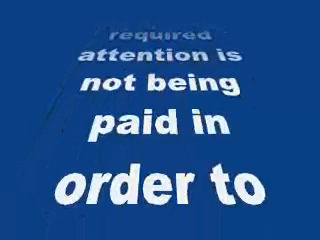 required
attention is
not being
paid in
order to